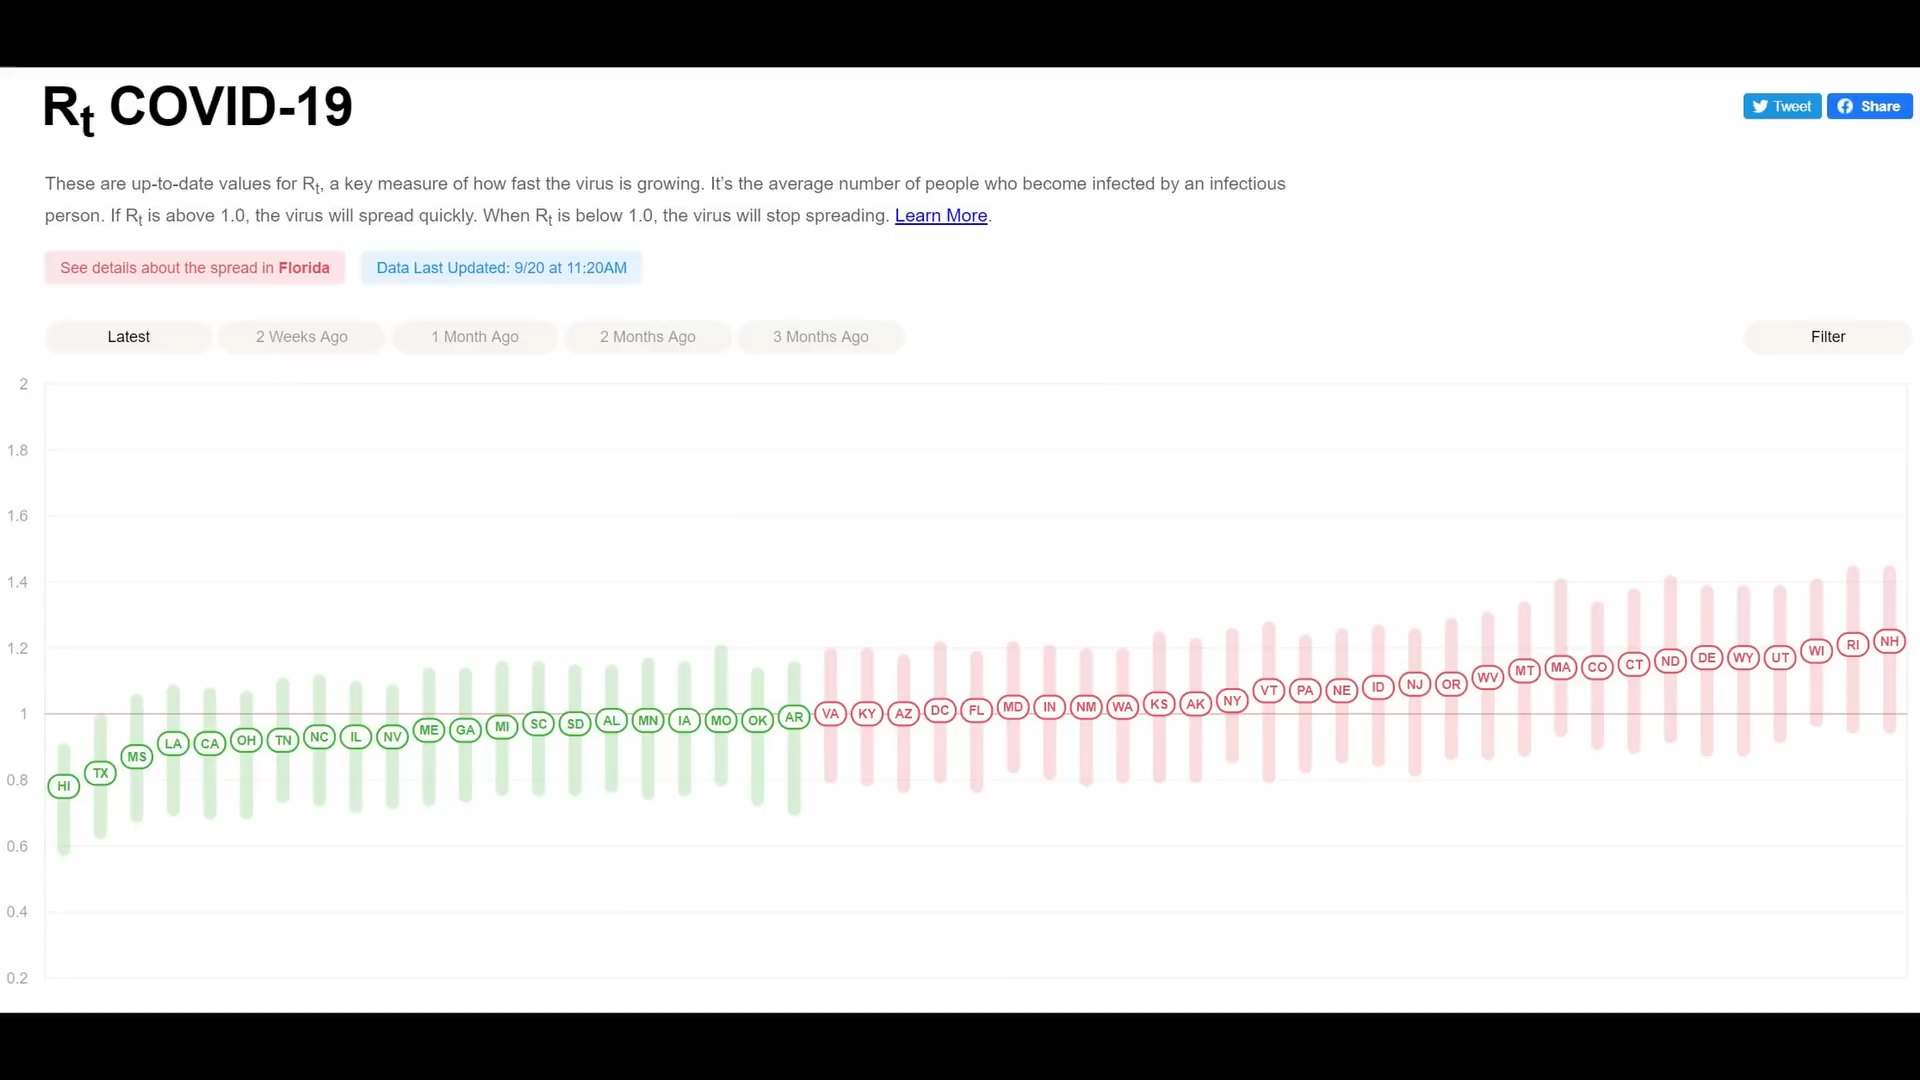 Rt COVID-19
Tweet
Share
These are up-to-date values for Rt, a key measure of how fast the virus is growing. It's the average number of people who become infected by an infectious
person. If Rt is above 1.0, the virus will spread quickly. When Rt is below 1.0, the virus will stop spreading. Learn More.
See details about the spread in Florida
Data Last Updated: 9/20 at 11:20AM
Latest
2 Weeks Ago
1 Month Ago
2 Months Ago
3 Months Ago
Filter
2
1.8
1.6
1.4
1.2
1
0.8
0.6
0.4
0.2
HI
TX
MS
LA
CA
OH
TN
NC
IL
NV
ME
GA
MI
SC
SD
AL
MN
IA
MO
OK
AR
VA
KY
AZ
DC
FL
MD
IN
NM
WA
KS
AK
NY
VT
PA
NE
ID
NJ
OR
WV
MT
MA
CO
CT
ND
DE
WY
UT
WI
RI
NH